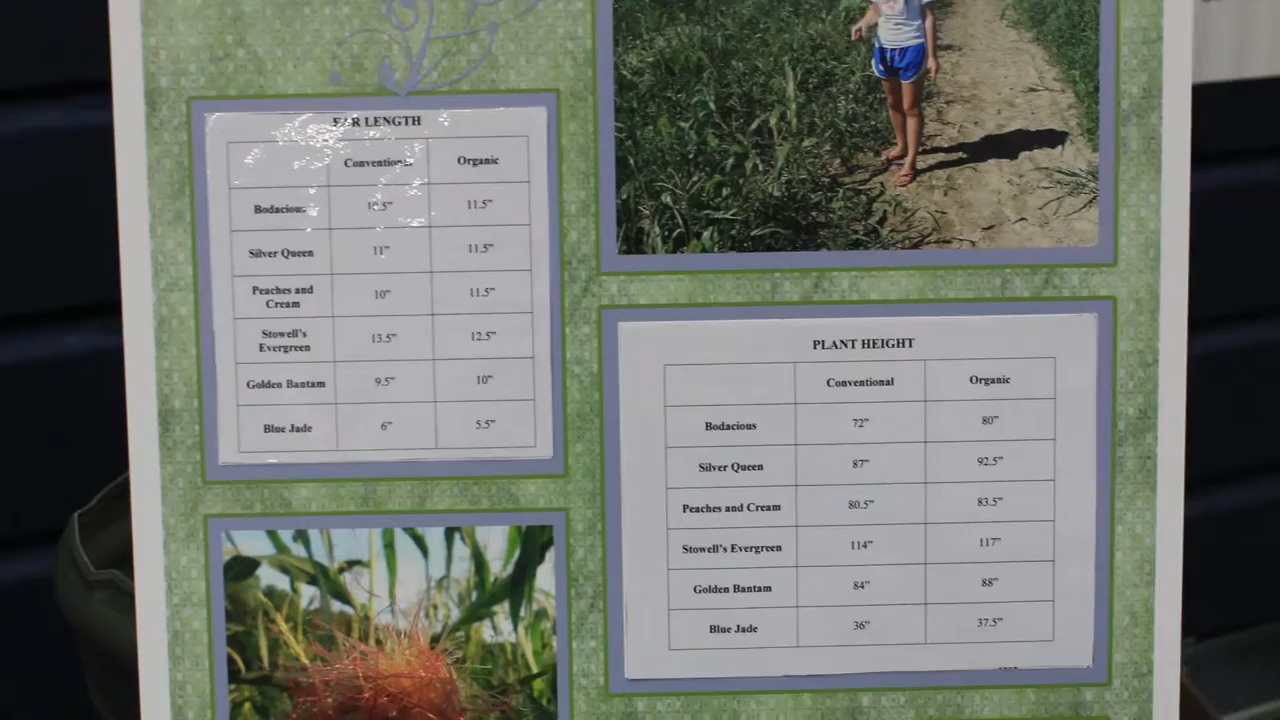 EAR LENGTH
Conventional Organic
Bodacious 11.5"
Silver Queen 11" 11.5"
Peaches and
Cream 10" 11.5"
Stowell's
Evergreen 13.5" 12.5"
Golden Bantam 9.5" 10"
Blue Jade 6" 5.5"
PLANT HEIGHT
Conventional Organic
Bodacious 72" 80"
Silver Queen 87" 92.5"
Peaches and Cream 80.5" 83.5"
Stowell's Evergreen 114" 117"
Golden Bantam 84" 88"
Blue Jade 36" 37.5"